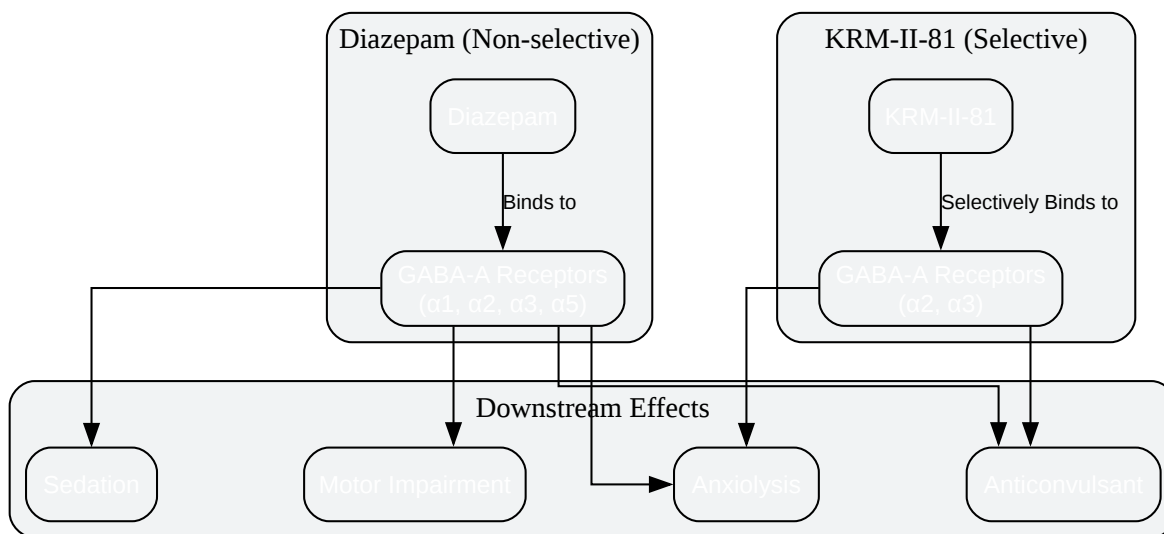 Diazepam (Non-selective)
KRM-II-81 (Selective)
Diazepam
KRM-II-81
Binds to
Selectively Binds to
GABA-A Receptors
(α1, α2, α3, α5)
GABA-A Receptors
(α2, α3)
Downstream Effects
Sedation
Motor Impairment
Anxiolysis
Anticonvulsant